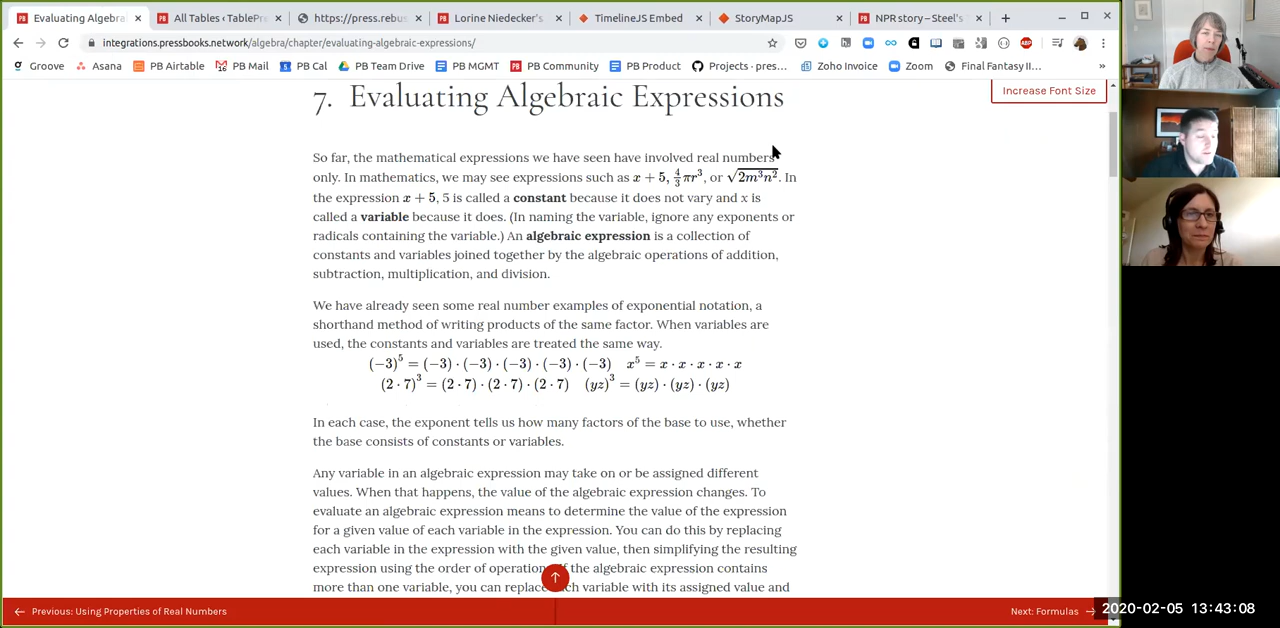 Evaluating Algebra
All Tables ‹ TablePre
https://press.rebus
Lorine Niedecker's
TimelineJS Embed
StoryMapJS
NPR story – Steel's
integrations.pressbooks.network/algebra/chapter/evaluating-algebraic-expressions/
Groove Asana PB Airtable PB Mail PB Cal PB Team Drive PB MGMT PB Community PB Product Projects · pres... Zoho Invoice Zoom Final Fantasy II...
7. Evaluating Algebraic Expressions
Increase Font Size
So far, the mathematical expressions we have seen have involved real numbers
only. In mathematics, we may see expressions such as x + 5, 4/3 πr³, or √2m³n². In
the expression x + 5, 5 is called a constant because it does not vary and x is
called a variable because it does. (In naming the variable, ignore any exponents or
radicals containing the variable.) An algebraic expression is a collection of
constants and variables joined together by the algebraic operations of addition,
subtraction, multiplication, and division.
We have already seen some real number examples of exponential notation, a
shorthand method of writing products of the same factor. When variables are
used, the constants and variables are treated the same way.
(−3)⁵ = (−3) · (−3) · (−3) · (−3) · (−3) x⁵ = x · x · x · x · x
(2 · 7)³ = (2 · 7) · (2 · 7) · (2 · 7) (yz)³ = (yz) · (yz) · (yz)
In each case, the exponent tells us how many factors of the base to use, whether
the base consists of constants or variables.
Any variable in an algebraic expression may take on or be assigned different
values. When that happens, the value of the algebraic expression changes. To
evaluate an algebraic expression means to determine the value of the expression
for a given value of each variable in the expression. You can do this by replacing
each variable in the expression with the given value, then simplifying the resulting
expression using the order of operation f the algebraic contains
more than one variable, you can replace ch variable with its assigned value and
← Previous: Using Properties of Real Numbers
Next: Formulas →
2020-02-05 13:43:08